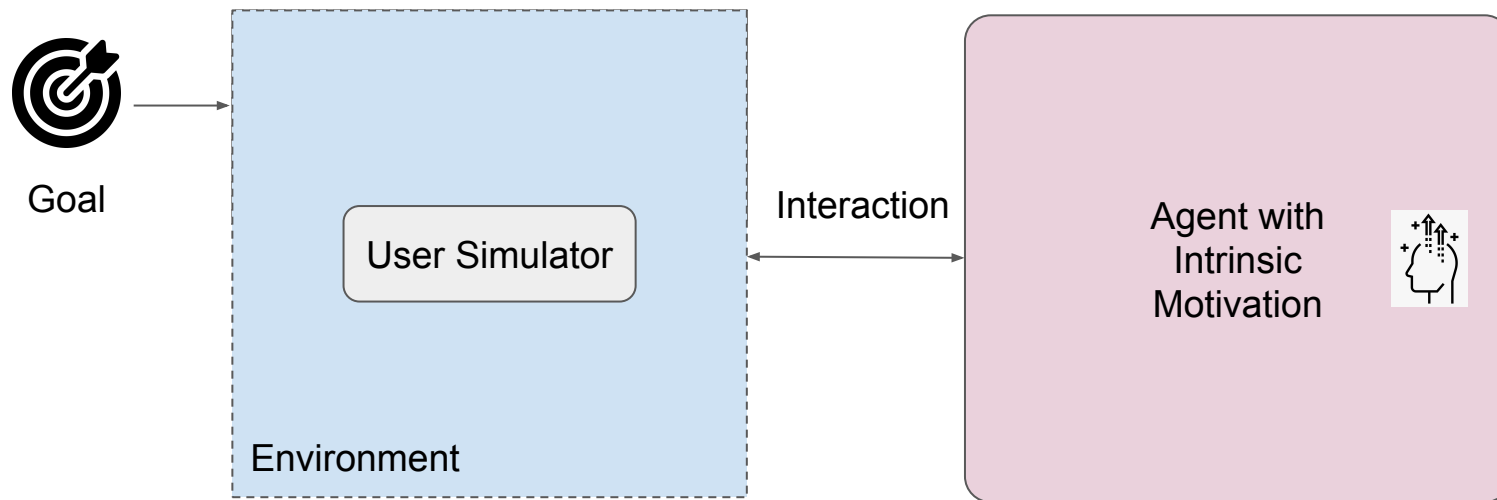 Goal
User Simulator
Environment
Interaction
Agent with
Intrinsic
Motivation